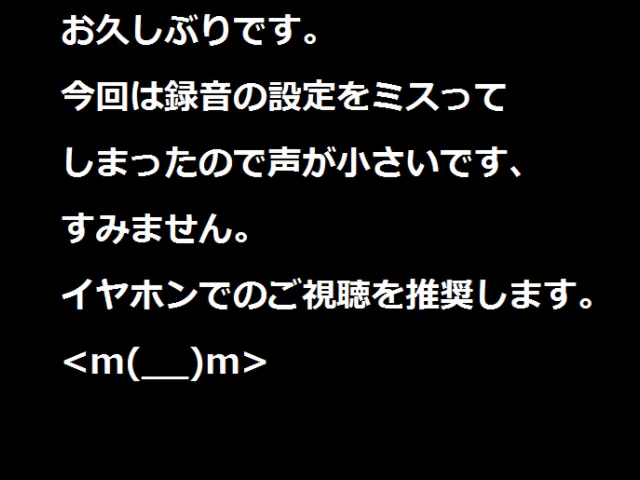 お久しぶりです。
今回は録音の設定をミスって
しまったので声が小さいです、
すみません。
イヤホンでのご視聴を推奨します。
<m(__)m>